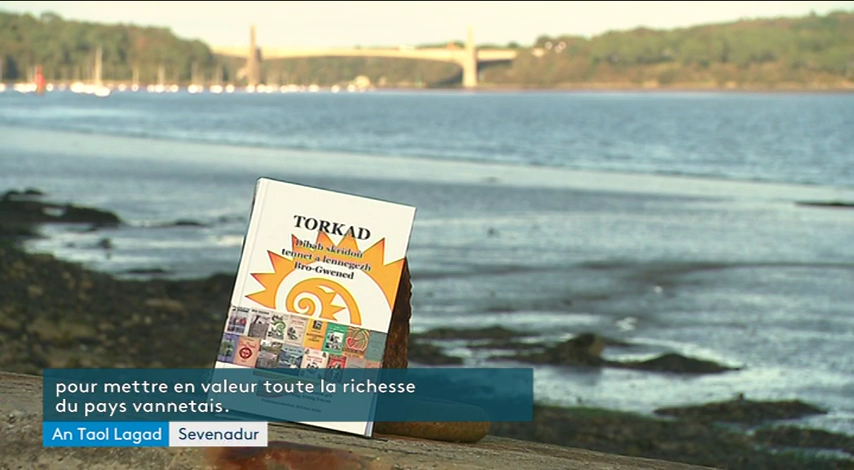 TORKAD
Dibab skridoù
tennet a lennegezh
Bro-Gwened
pour mettre en valeur toute la richesse
du pays vannetais.
An Taol Lagad Sevenadur